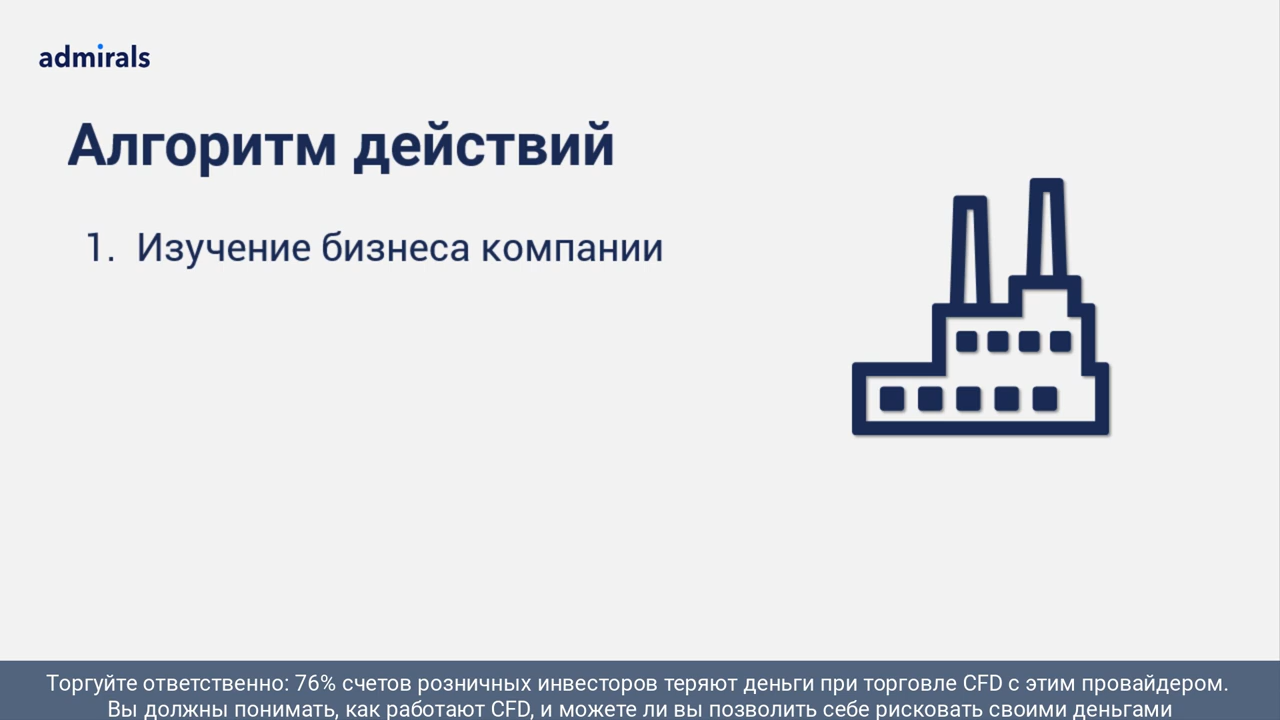 admirals
Алгоритм действий
1. Изучение бизнеса компании
Торгуйте ответственно: 76% счетов розничных инвесторов теряют деньги при торговле CFD с этим провайдером.
Вы должны понимать, как работают CFD, и можете ли вы позволить себе рисковать своими деньгами